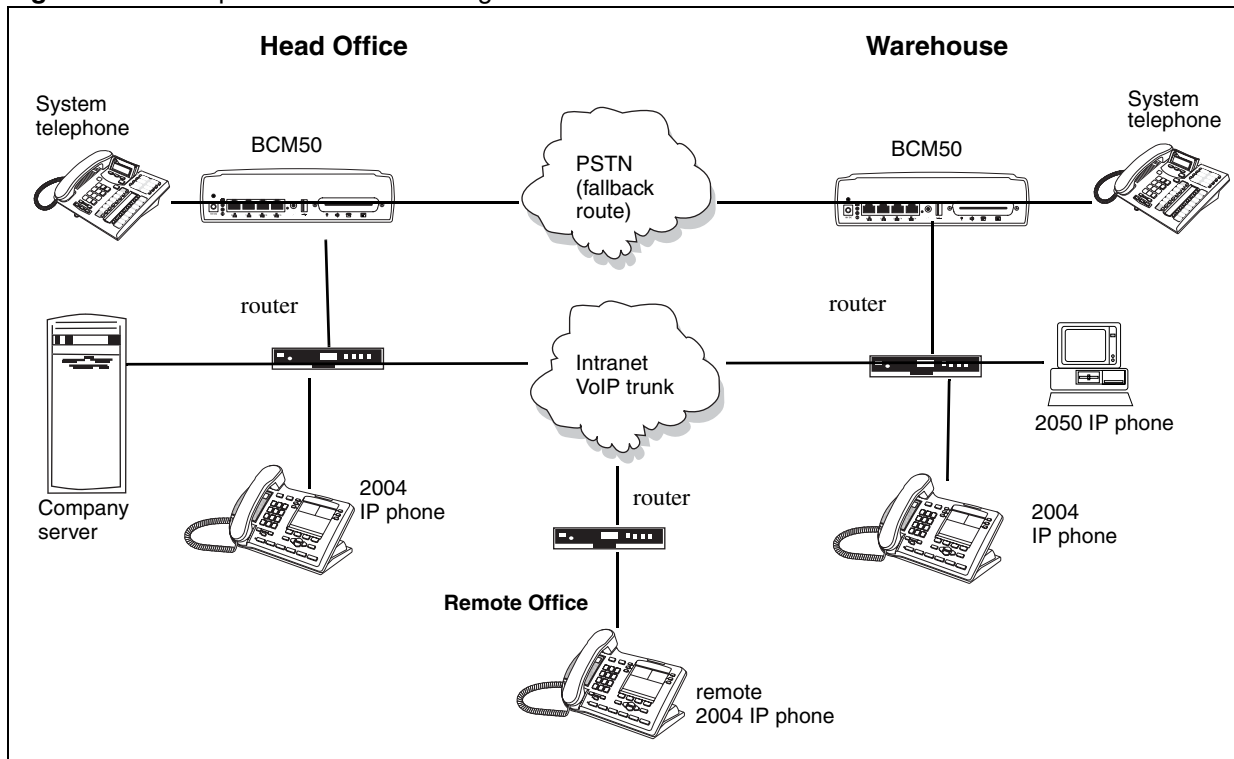 Head Office
Warehouse
System
telephone
BCM50
PSTN
(fallback
route)
BCM50
System
telephone
router
router
Intranet
VoIP trunk
2050 IP phone
Company
server
2004
IP phone
router
2004
IP phone
Remote Office
remote
2004 IP phone